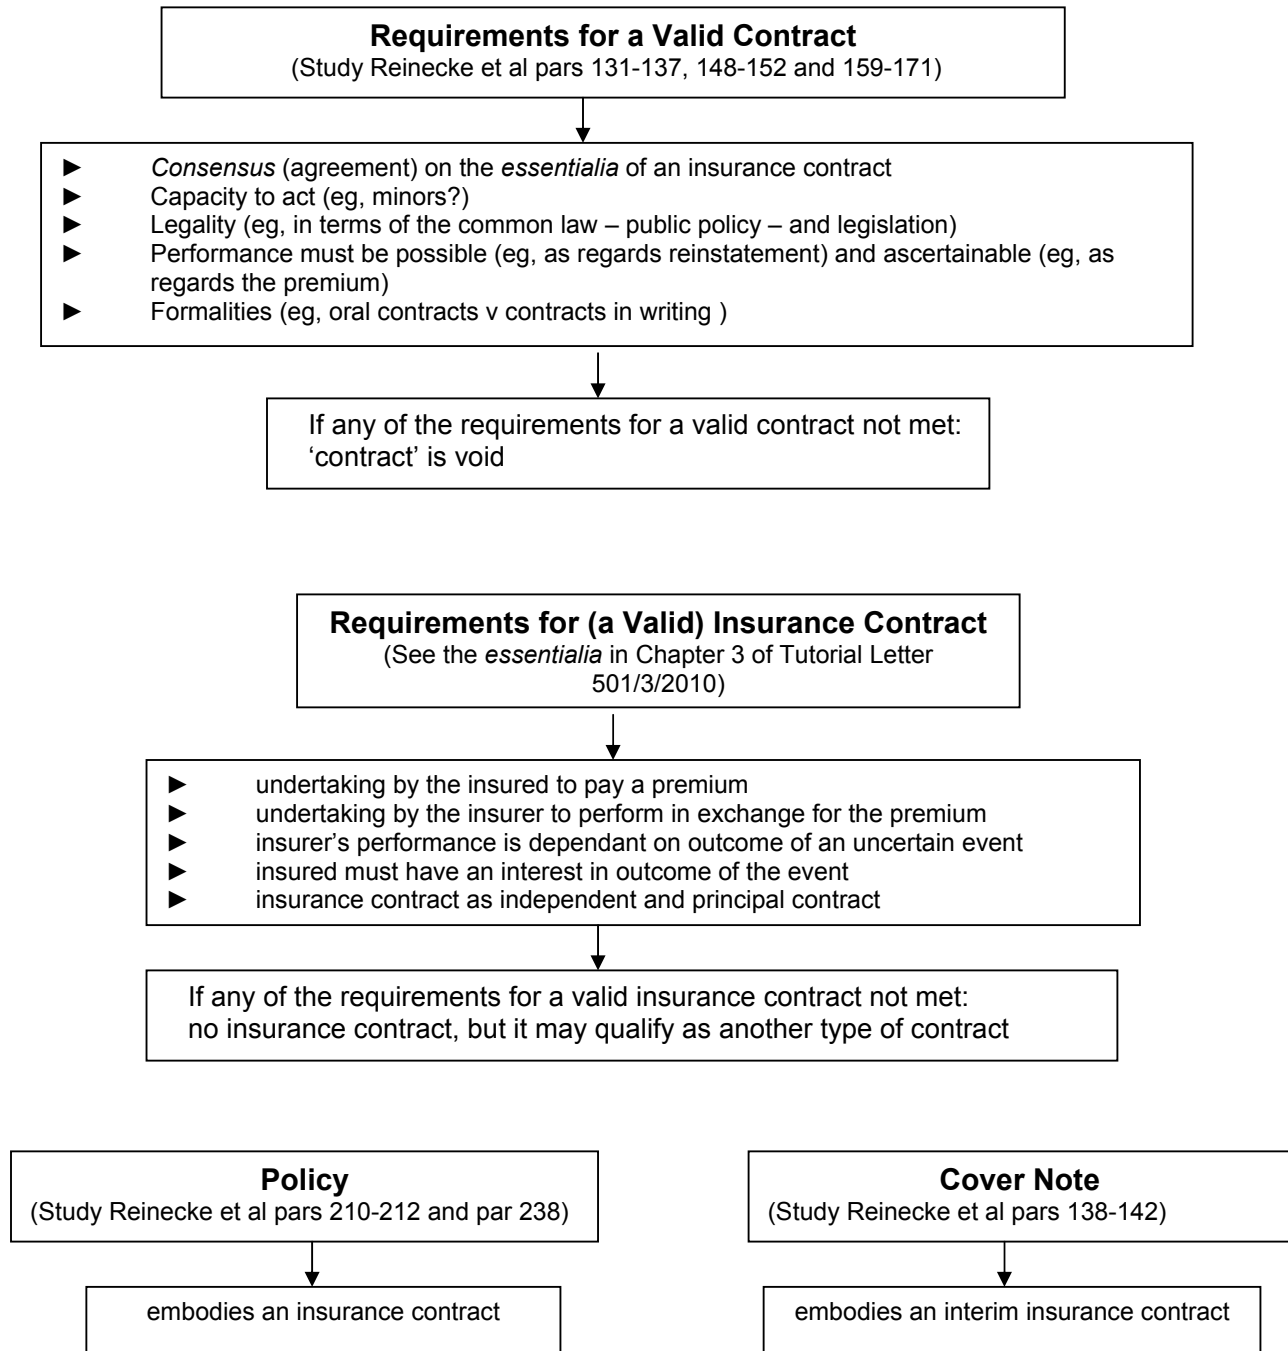 Requirements for a Valid Contract
(Study Reinecke et al pars 131-137, 148-152 and 159-171)
► Consensus (agreement) on the essentialia of an insurance contract
► Capacity to act (eg, minors?)
► Legality (eg, in terms of the common law – public policy – and legislation)
► Performance must be possible (eg, as regards reinstatement) and ascertainable (eg, as
regards the premium)
► Formalities (eg, oral contracts v contracts in writing )
If any of the requirements for a valid contract not met:
‘contract’ is void
Requirements for (a Valid) Insurance Contract
(See the essentialia in Chapter 3 of Tutorial Letter
501/3/2010)
► undertaking by the insured to pay a premium
► undertaking by the insurer to perform in exchange for the premium
► insurer’s performance is dependant on outcome of an uncertain event
► insured must have an interest in outcome of the event
► insurance contract as independent and principal contract
If any of the requirements for a valid insurance contract not met:
no insurance contract, but it may qualify as another type of contract
Policy
(Study Reinecke et al pars 210-212 and par 238)
embodies an insurance contract
Cover Note
(Study Reinecke et al pars 138-142)
embodies an interim insurance contract